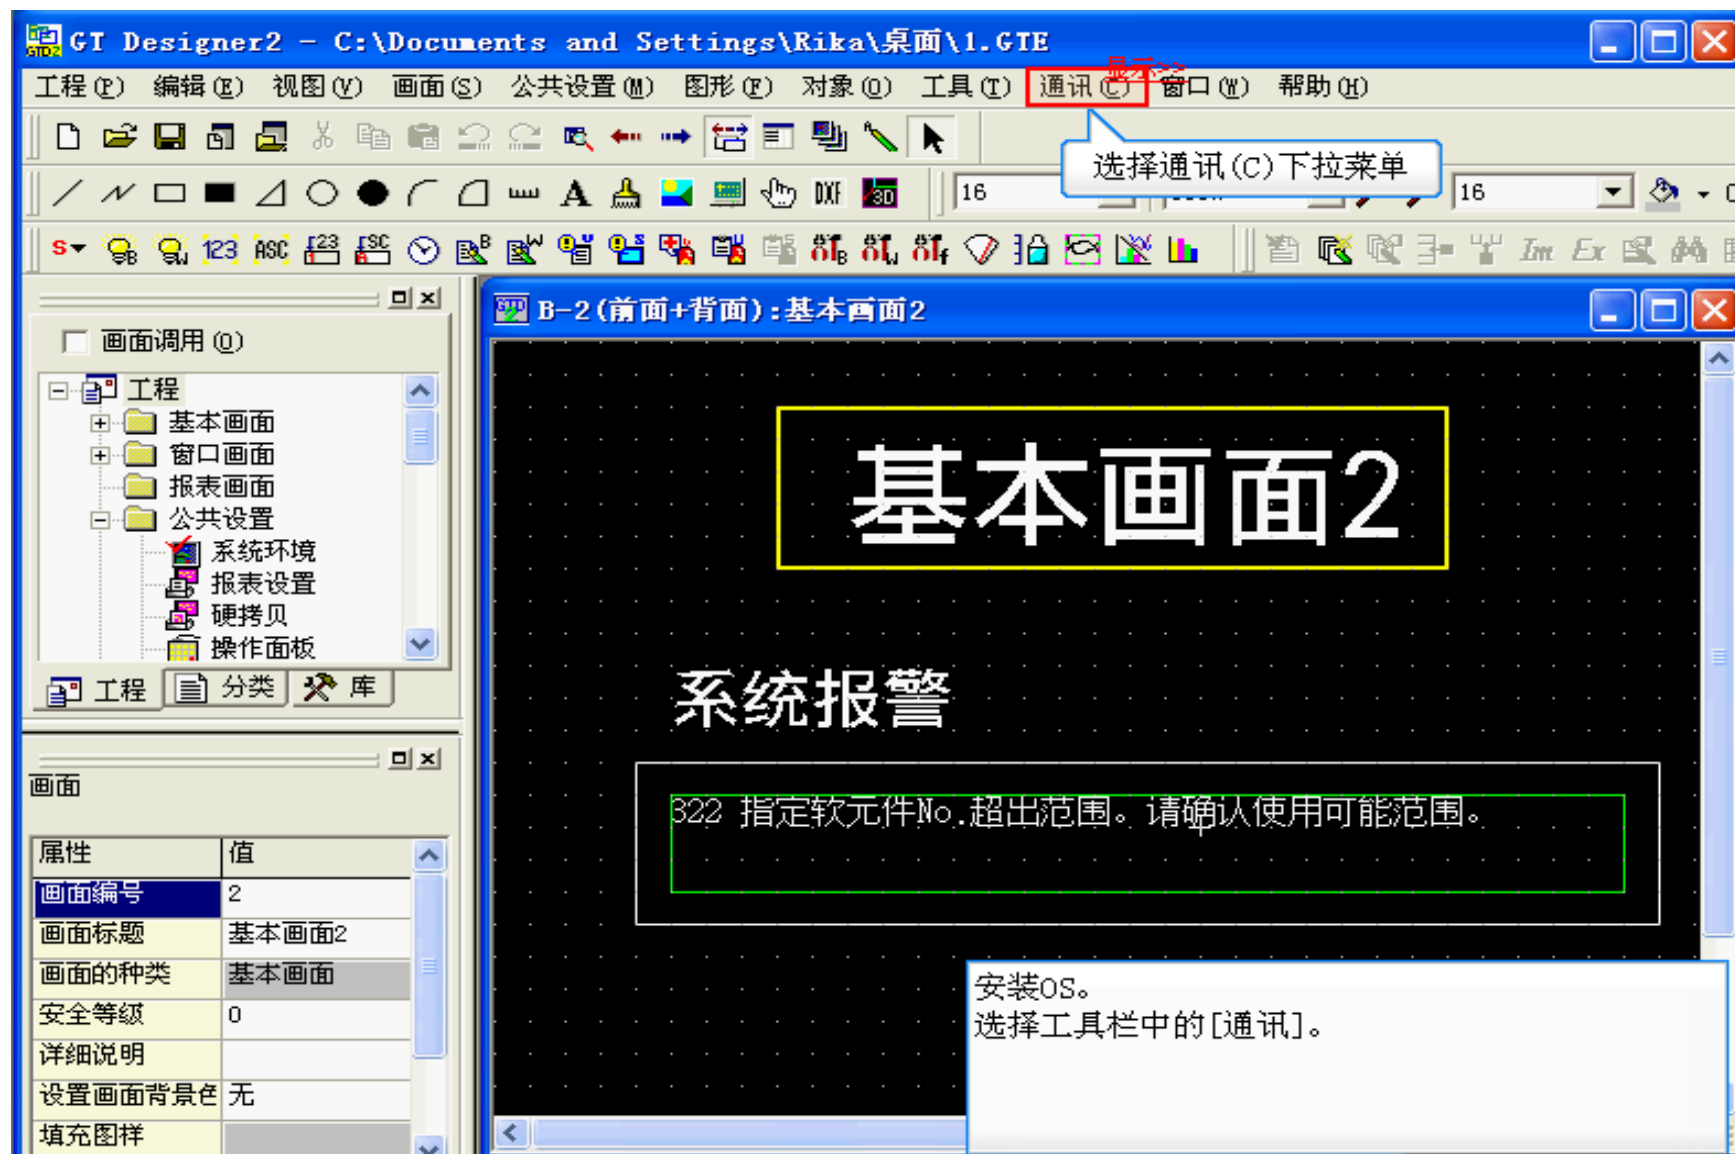 GT Designer2 - C:\Documents and Settings\Rika\桌面\1.GTE
工程(P) 编辑(E) 视图(V) 画面(S) 公共设置(M) 图形(F) 对象(O) 工具(T) 通讯(C) 窗口(W) 帮助(H)
显示>>
选择通讯(C)下拉菜单
A DXF 3D 16 16
S 123 ASC
Im Ex
B-2(前面+背面):基本画面2
画面调用(O)
工程
基本画面
窗口画面
报表画面
公共设置
系统环境
报表设置
硬拷贝
操作面板
工程 分类 库
画面
属性 值
画面编号 2
画面标题 基本画面2
画面的种类 基本画面
安全等级 0
详细说明
设置画面背景色 无
填充图样
基本画面2
系统报警
322 指定软元件No.超出范围。请确认使用可能范围。
安装OS。
选择工具栏中的[通讯]。